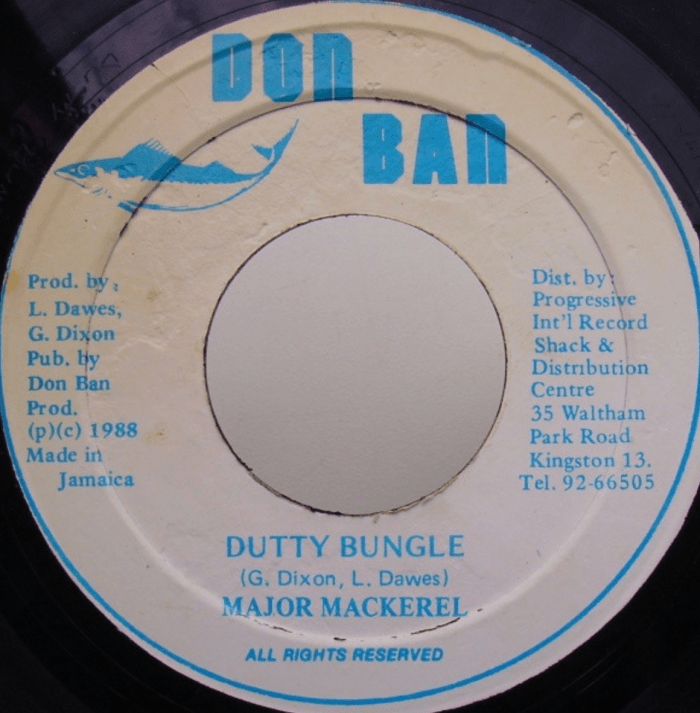 DON
BAN
Prod. by:
L. Dawes,
G. Dixon
Pub. by
Don Ban
Prod.
(p)(c) 1988
Made in
Jamaica
Dist. by:
Progressive
Int'l Record
Shack &
Distribution
Centre
35 Waltham
Park Road
Kingston 13.
Tel. 92-66505
DUTTY BUNGLE
(G. Dixon, L. Dawes)
MAJOR MACKEREL
ALL RIGHTS RESERVED